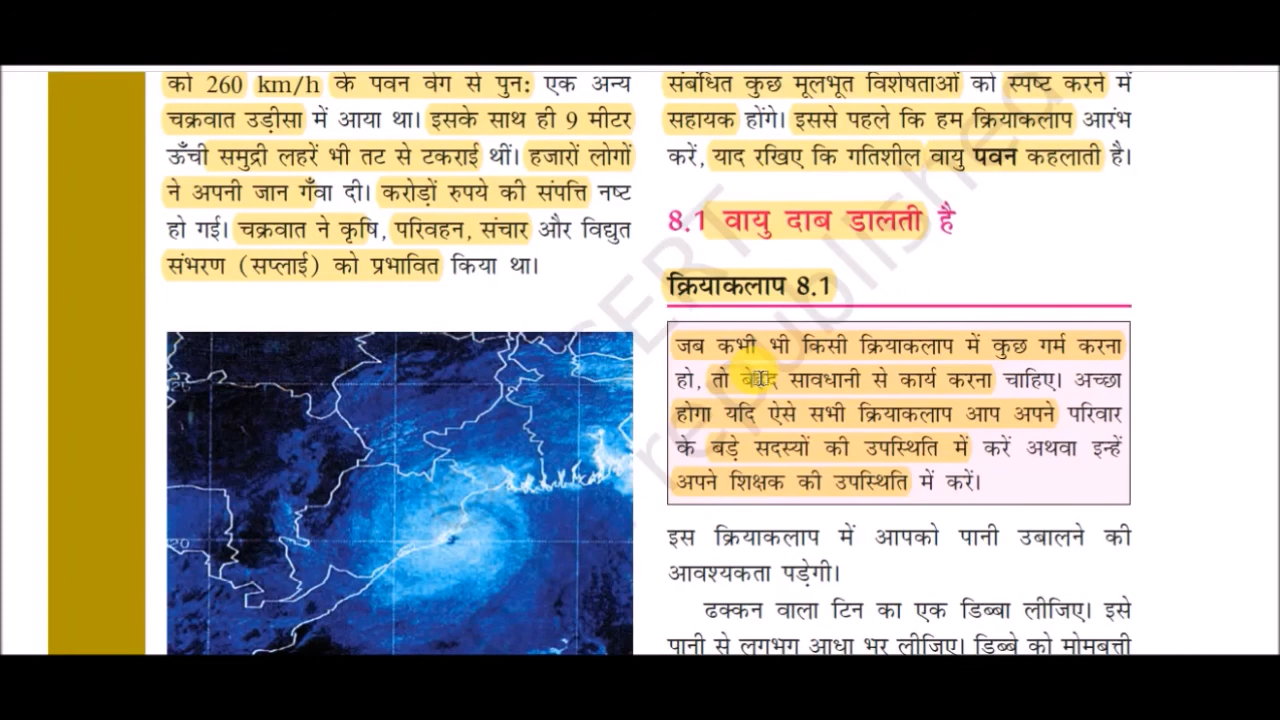 को 260 km/h के पवन वेग से पुन: एक अन्य
चक्रवात उड़ीसा में आया था। इसके साथ ही 9 मीटर
ऊँची समुद्री लहरें भी तट से टकराई थीं। हजारों लोगों
ने अपनी जान गँवा दी। करोड़ों रुपये की संपत्ति नष्ट
हो गई। चक्रवात ने कृषि, परिवहन, संचार और विद्युत
संभरण (सप्लाई) को प्रभावित किया था।
संबंधित कुछ मूलभूत विशेषताओं को स्पष्ट करने में
सहायक होंगे। इससे पहले कि हम क्रियाकलाप आरंभ
करें, याद रखिए कि गतिशील वायु पवन कहलाती है।
8.1 वायु दाब डालती है
क्रियाकलाप 8.1
जब कभी भी किसी क्रियाकलाप में कुछ गर्म करना
हो, तो सावधानी से कार्य करना चाहिए। अच्छा
होगा यदि ऐसे सभी क्रियाकलाप आप अपने परिवार
के बड़े सदस्यों की उपस्थिति में करें अथवा इन्हें
अपने शिक्षक की उपस्थिति में करें।
इस क्रियाकलाप में आपको पानी उबालने की
आवश्यकता पड़ेगी।
ढक्कन वाला टिन का एक डिब्बा लीजिए। इसे
पानी से लगभग आधा भर लीजिए। डिब्बे को मोमबत्ती
republished